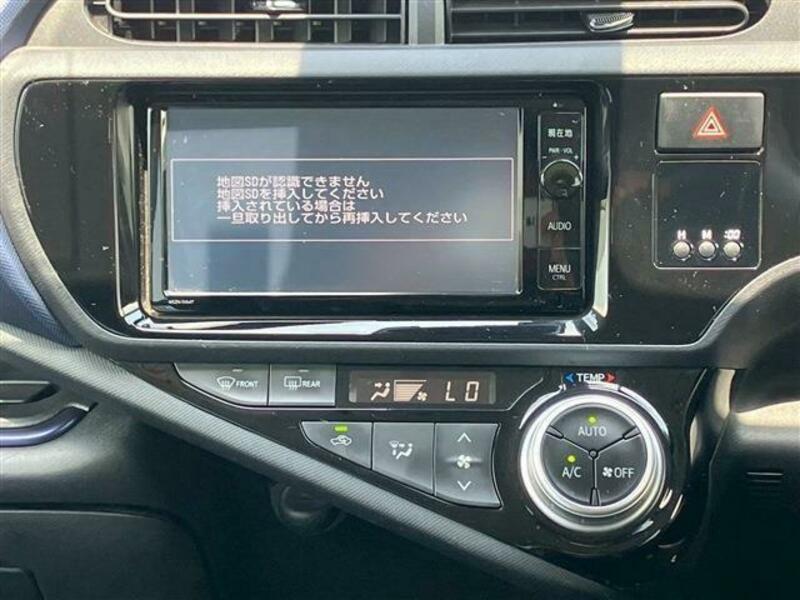 現在地
PWR・VOL
地図SDが認識できません
地図SDを挿入してください
挿入されている場合は
一旦取り出してから再挿入してください
AUDIO
MENU
CTRL
H M :00
FRONT
REAR
LO
TEMP
AUTO
A/C
OFF